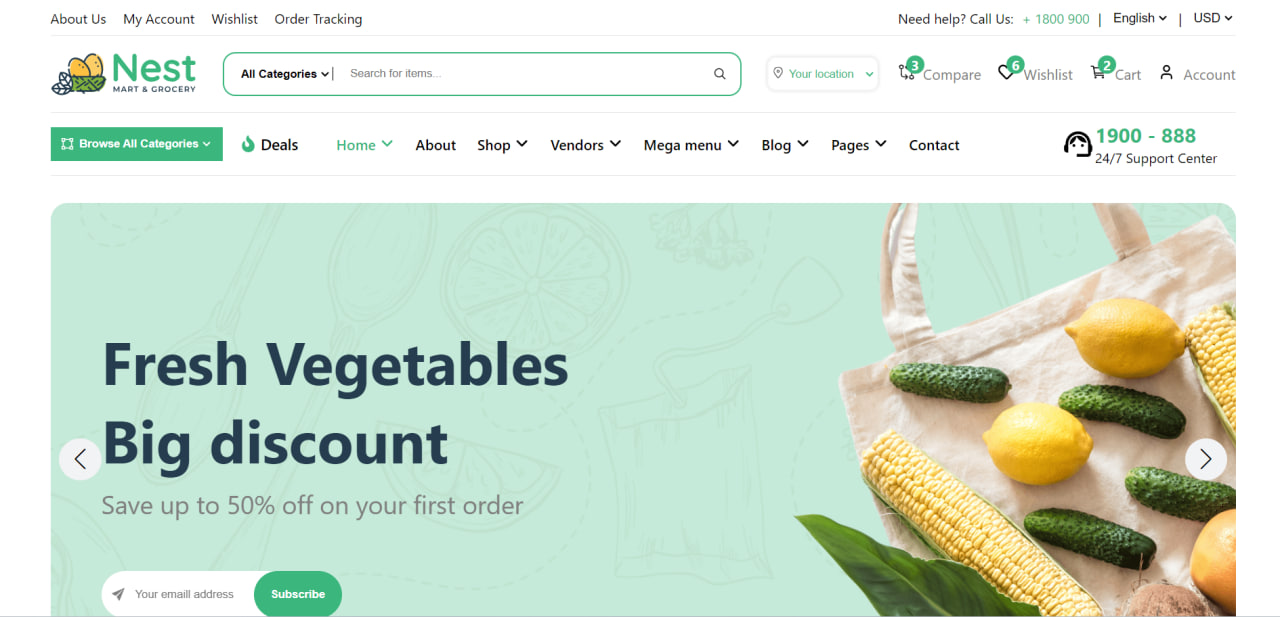 About Us My Account Wishlist Order Tracking
Need help? Call Us: + 1800 900 | English | USD
Nest
MART & GROCERY
All Categories
Search for items...
Your location
3
Compare
6
Wishlist
2
Cart
Account
Browse All Categories
Deals
Home About Shop Vendors Mega menu Blog Pages Contact
1900 - 888
24/7 Support Center
Fresh Vegetables
Big discount
Save up to 50% off on your first order
Your emaill address
Subscribe